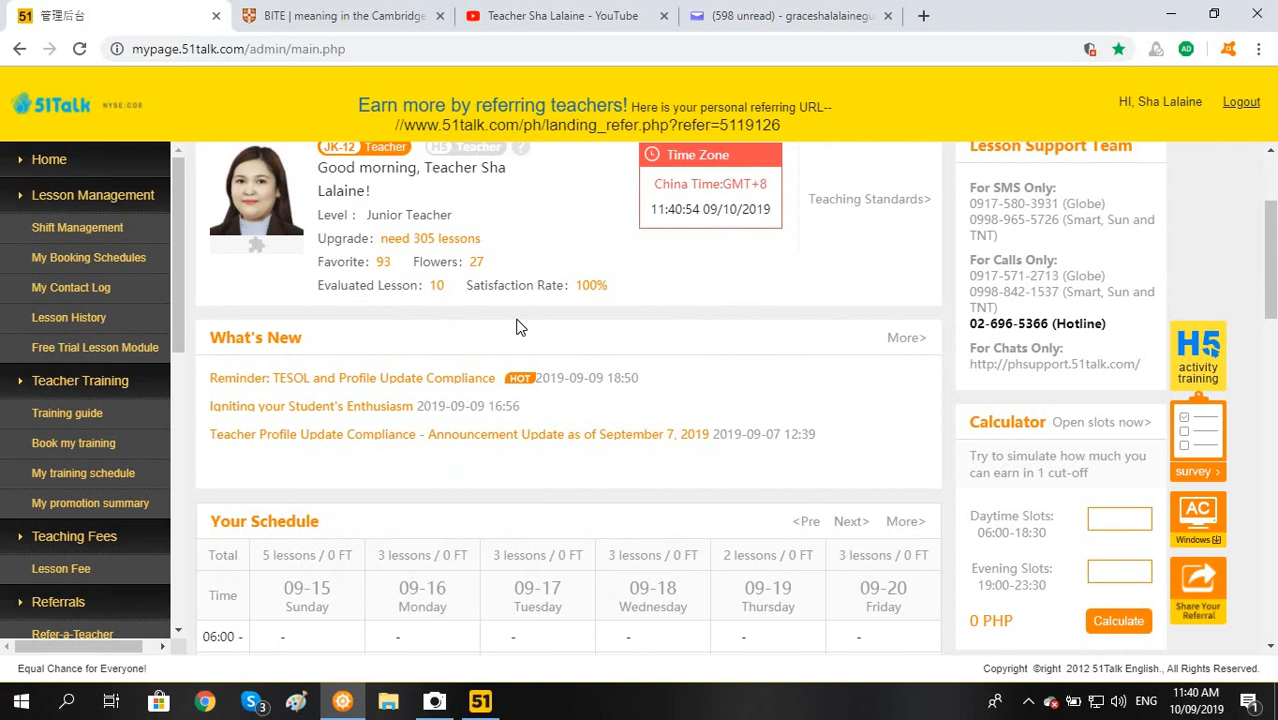 管理后台
BITE | meaning in the Cambridge
Teacher Sha Lalaine - YouTube
(598 unread) - graceshalalainegu
mypage.51talk.com/admin/main.php
51Talk NYSE:COE
Earn more by referring teachers! Here is your personal referring URL--
//www.51talk.com/ph/landing_refer.php?refer=5119126
HI, Sha Lalaine
Logout
Home
Lesson Management
Shift Management
My Booking Schedules
My Contact Log
Lesson History
Free Trial Lesson Module
Teacher Training
Training guide
Book my training
My training schedule
My promotion summary
Teaching Fees
Lesson Fee
Referrals
Refer-a-Teacher
JK-12 Teacher
H5 Teacher ?
Good morning, Teacher Sha
Lalaine!
Level : Junior Teacher
Upgrade: need 305 lessons
Favorite: 93 Flowers: 27
Evaluated Lesson: 10 Satisfaction Rate: 100%
Time Zone
China Time:GMT+8
11:40:54 09/10/2019
Teaching Standards>
What's New
More>
Reminder: TESOL and Profile Update Compliance HOT 2019-09-09 18:50
Igniting your Student's Enthusiasm 2019-09-09 16:56
Teacher Profile Update Compliance - Announcement Update as of September 7, 2019 2019-09-07 12:39
Your Schedule
<Pre Next> More>
Total 5 lessons / 0 FT 3 lessons / 0 FT 3 lessons / 0 FT 3 lessons / 0 FT 2 lessons / 0 FT 3 lessons / 0 FT
Time
09-15 09-16 09-17 09-18 09-19 09-20
Sunday Monday Tuesday Wednesday Thursday Friday
06:00 - - - - - - -
Lesson Support Team
For SMS Only:
0917-580-3931 (Globe)
0998-965-5726 (Smart, Sun and
TNT)
For Calls Only:
0917-571-2713 (Globe)
0998-842-1537 (Smart, Sun and
TNT)
02-696-5366 (Hotline)
For Chats Only:
http://phsupport.51talk.com/
Calculator Open slots now>
Try to simulate how much you
can earn in 1 cut-off
Daytime Slots:
06:00-18:30
Evening Slots:
19:00-23:30
0 PHP
Calculate
H5
activity
training
survey >
AC
Windows
Share Your
Referral
Equal Chance for Everyone!
Copyright ©right 2012 51Talk English., All Rights Reserved.
3
51
ENG
11:40 AM
10/09/2019
1